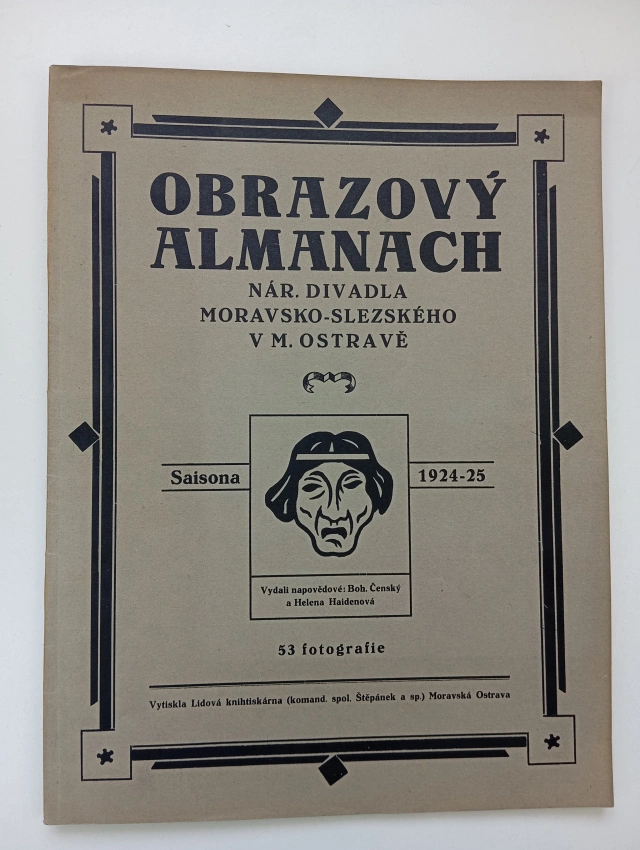 OBRAZOVÝ
ALMANACH
NÁR. DIVADLA
MORAVSKO-SLEZSKÉHO
V M. OSTRAVĚ
Saisona 1924-25
Vydali napovědové: Boh. Čenský
a Helena Haidenová
53 fotografie
Vytiskla Lidová knihtiskárna (komand. spol. Štěpánek a sp.) Moravská Ostrava